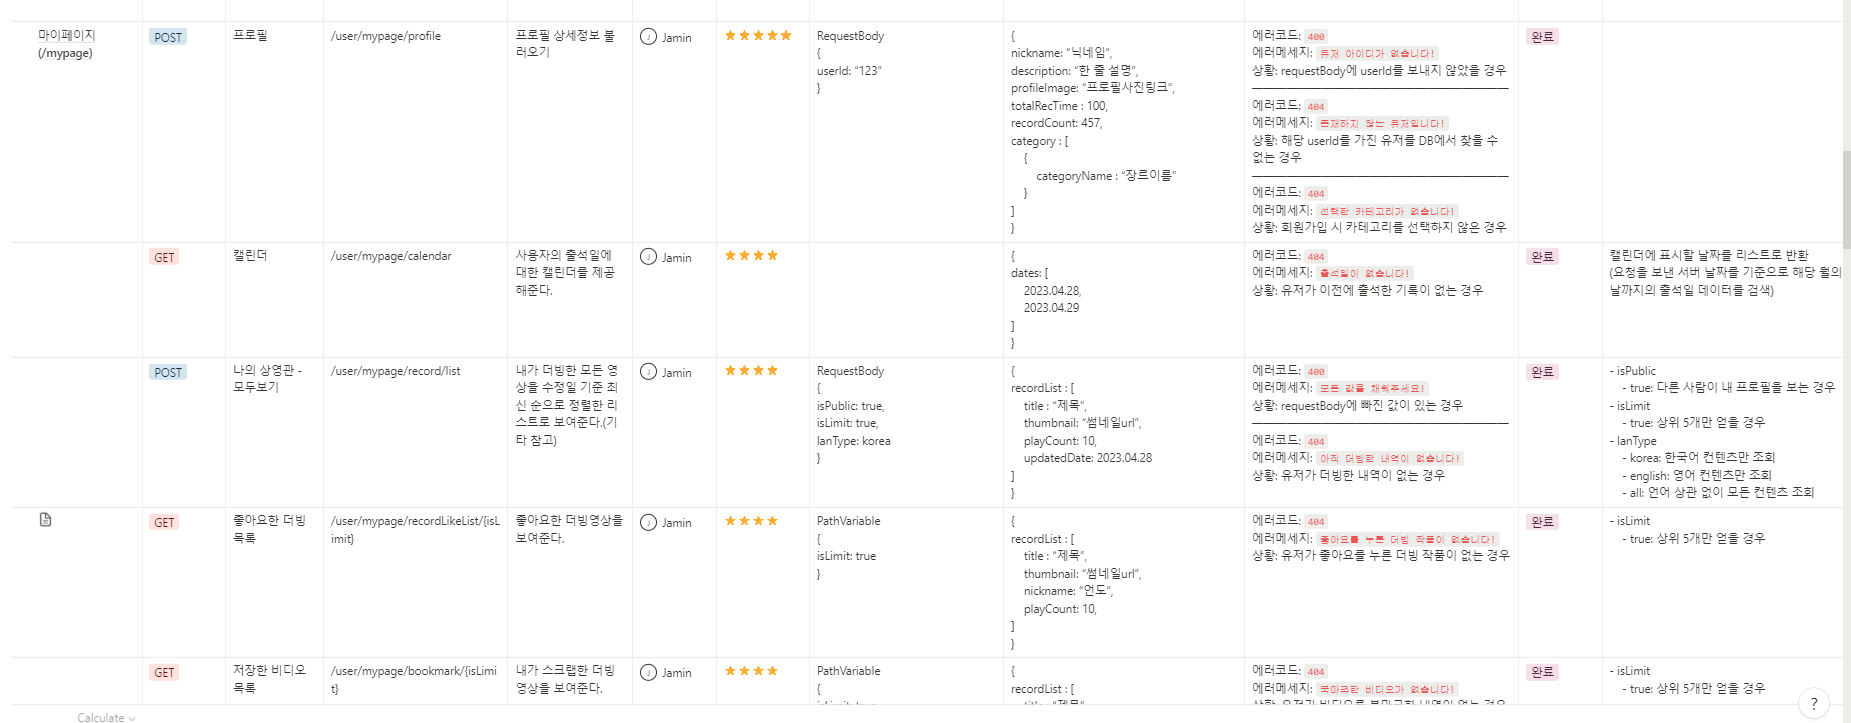 마이페이지
(/mypage)
POST
프로필
/user/mypage/profile
프로필 상세정보 불
러오기
J Jamin
RequestBody
{
userId: “123”
}
{
nickname: “닉네임”,
description: “한 줄 설명”,
profileImage: “프로필사진링크”,
totalRecTime : 100,
recordCount: 457,
category : [
{
categoryName : “장르이름”
}
]
}
에러코드: 400
에러메세지: 유저 아이디가 없습니다!
상황: requestBody에 userId를 보내지 않았을 경우
에러코드: 404
에러메세지: 존재하지 않는 유저입니다!
상황: 해당 userId를 가진 유저를 DB에서 찾을 수
없는 경우
에러코드: 404
에러메세지: 선택한 카테고리가 없습니다!
상황: 회원가입 시 카테고리를 선택하지 않은 경우
완료
GET
캘린더
/user/mypage/calendar
사용자의 출석일에
대한 캘린더를 제공
해준다.
J Jamin
{
dates: [
2023.04.28,
2023.04.29
]
}
에러코드: 404
에러메세지: 출석일이 없습니다!
상황: 유저가 이전에 출석한 기록이 없는 경우
완료
캘린더에 표시할 날짜를 리스트로 반환
(요청을 보낸 서버 날짜를 기준으로 해당 월의
날까지의 출석일 데이터를 검색)
POST
나의 상영관 -
모두보기
/user/mypage/record/list
내가 더빙한 모든 영
상을 수정일 기준 최
신 순으로 정렬한 리
스트로 보여준다.(기
타 참고)
J Jamin
RequestBody
{
isPublic: true,
isLimit: true,
lanType: korea
}
{
recordList : [
title : “제목”,
thumbnail: “썸네일url”,
playCount: 10,
updatedDate: 2023.04.28
]
}
에러코드: 400
에러메세지: 모든 값을 채워주세요!
상황: requestBody에 빠진 값이 있는 경우
에러코드: 404
에러메세지: 아직 더빙한 내역이 없습니다!
상황: 유저가 더빙한 내역이 없는 경우
완료
- isPublic
- true: 다른 사람이 내 프로필을 보는 경우
- isLimit
- true: 상위 5개만 얻을 경우
- lanType
- korea: 한국어 컨텐츠만 조회
- english: 영어 컨텐츠만 조회
- all: 언어 상관 없이 모든 컨텐츠 조회
GET
좋아요한 더빙
목록
/user/mypage/recordLikeList/{isL
imit}
좋아요한 더빙영상을
보여준다.
J Jamin
PathVariable
{
isLimit: true
}
{
recordList : [
title : “제목”,
thumbnail: “썸네일url”,
nickname: “언도”,
playCount: 10,
]
}
에러코드: 404
에러메세지: 좋아요를 누른 더빙 작품이 없습니다!
상황: 유저가 좋아요를 누른 더빙 작품이 없는 경우
완료
- isLimit
- true: 상위 5개만 얻을 경우
GET
저장한 비디오
목록
/user/mypage/bookmark/{isLimi
t}
내가 스크랩한 더빙
영상을 보여준다.
J Jamin
PathVariable
{
{
recordList : [
에러코드: 404
에러메세지: 북마크한 비디오가 없습니다!
완료
- isLimit
- true: 상위 5개만 얻을 경우
Calculate
?